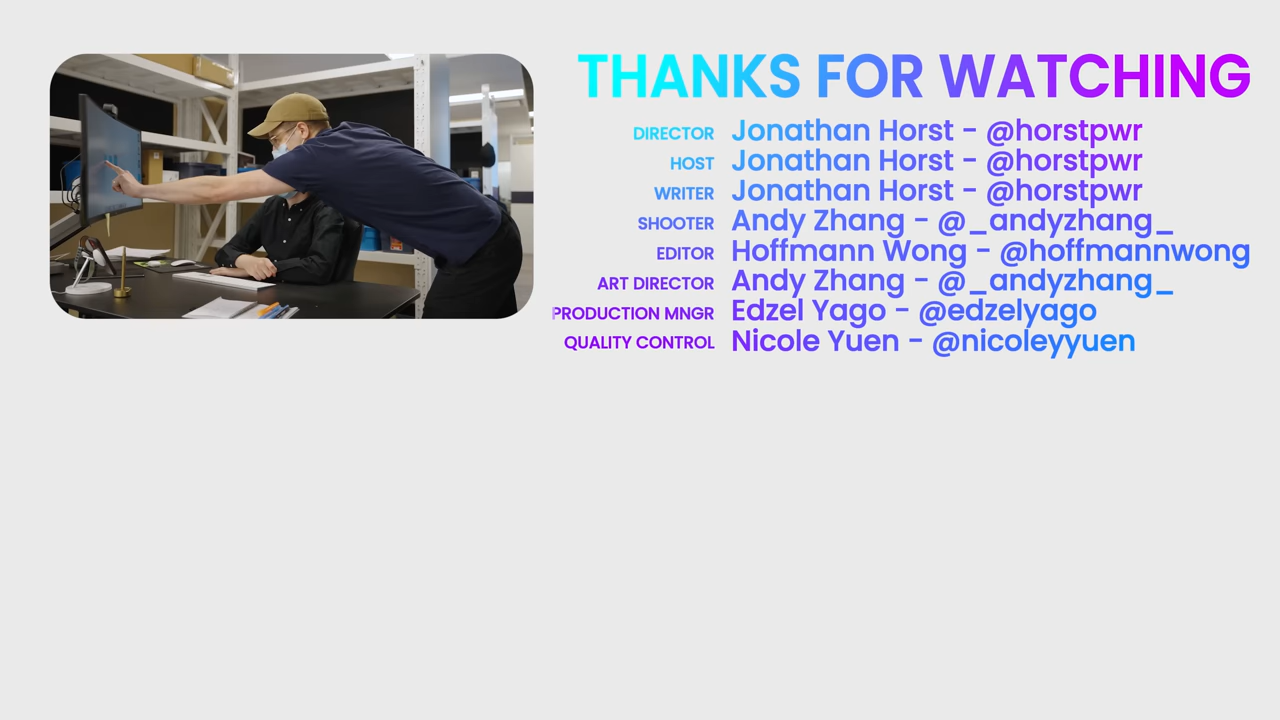 THANKS FOR WATCHING
DIRECTOR Jonathan Horst - @horstpwr
HOST Jonathan Horst - @horstpwr
WRITER Jonathan Horst - @horstpwr
SHOOTER Andy Zhang - @_andyzhang_
EDITOR Hoffmann Wong - @hoffmannwong
ART DIRECTOR Andy Zhang - @_andyzhang_
PRODUCTION MNGR Edzel Yago - @edzelyago
QUALITY CONTROL Nicole Yuen - @nicoleyyuen